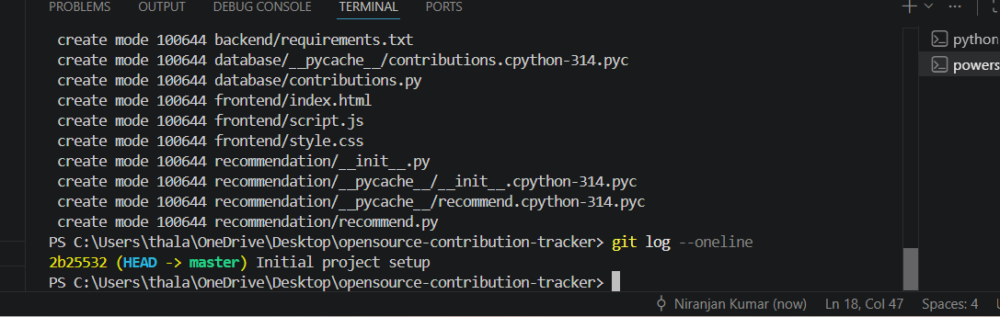 PROBLEMS OUTPUT DEBUG CONSOLE TERMINAL PORTS
create mode 100644 backend/requirements.txt
create mode 100644 database/__pycache__/contributions.cpython-314.pyc
create mode 100644 database/contributions.py
create mode 100644 frontend/index.html
create mode 100644 frontend/script.js
create mode 100644 frontend/style.css
create mode 100644 recommendation/__init__.py
create mode 100644 recommendation/__pycache__/__init__.cpython-314.pyc
create mode 100644 recommendation/__pycache__/recommend.cpython-314.pyc
create mode 100644 recommendation/recommend.py
PS C:\Users\thala\OneDrive\Desktop\opensource-contribution-tracker> git log --oneline
2b25532 (HEAD -> master) Initial project setup
PS C:\Users\thala\OneDrive\Desktop\opensource-contribution-tracker>
python
powers
Niranjan Kumar (now) Ln 18, Col 47 Spaces: 4